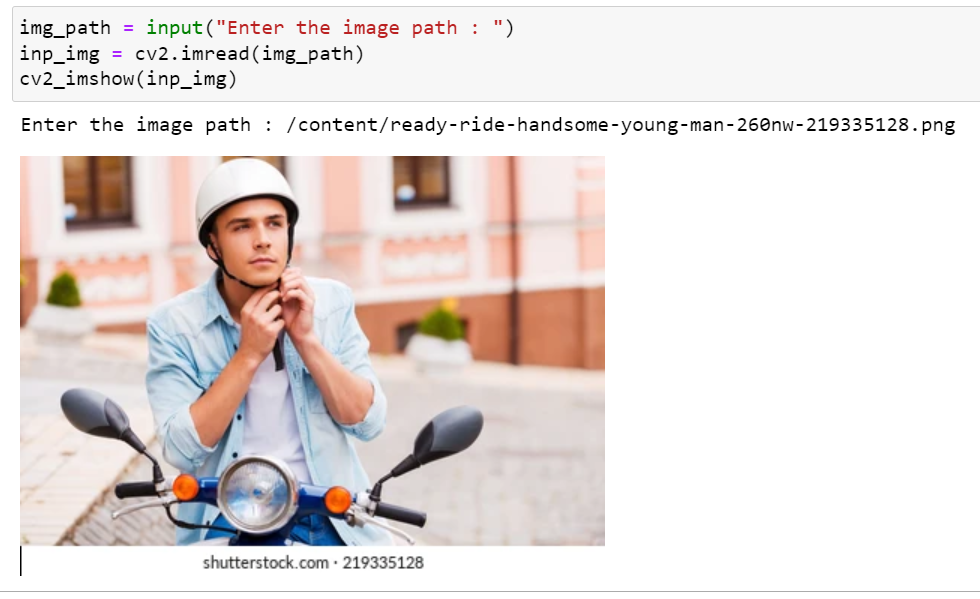 img_path = input("Enter the image path : ")
inp_img = cv2.imread(img_path)
cv2_imshow(inp_img)
Enter the image path : /content/ready-ride-handsome-young-man-260nw-219335128.png
shutterstock.com · 219335128